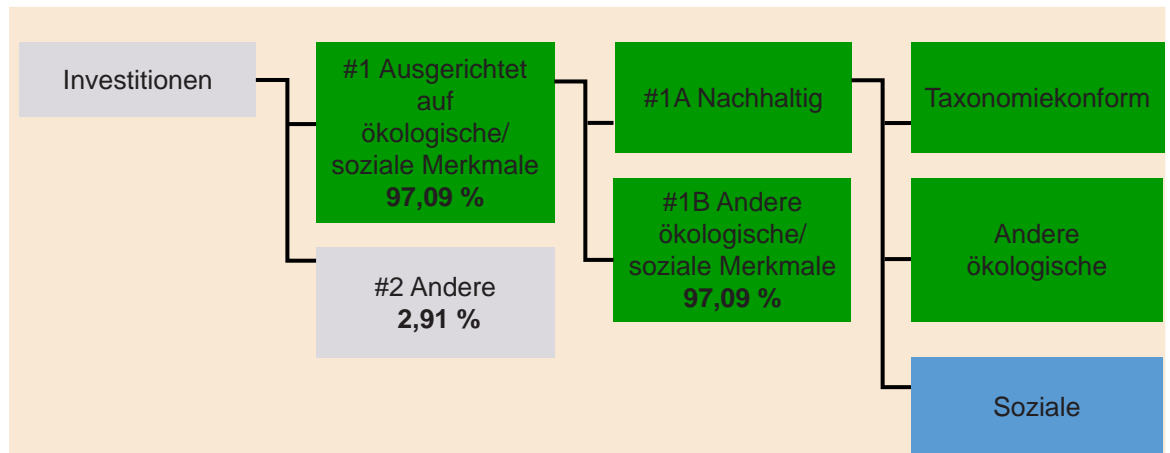 Investitionen
#1 Ausgerichtet
auf
ökologische/
soziale Merkmale
97,09 %
#2 Andere
2,91 %
#1A Nachhaltig
#1B Andere
ökologische/
soziale Merkmale
97,09 %
Taxonomiekonform
Andere
ökologische
Soziale